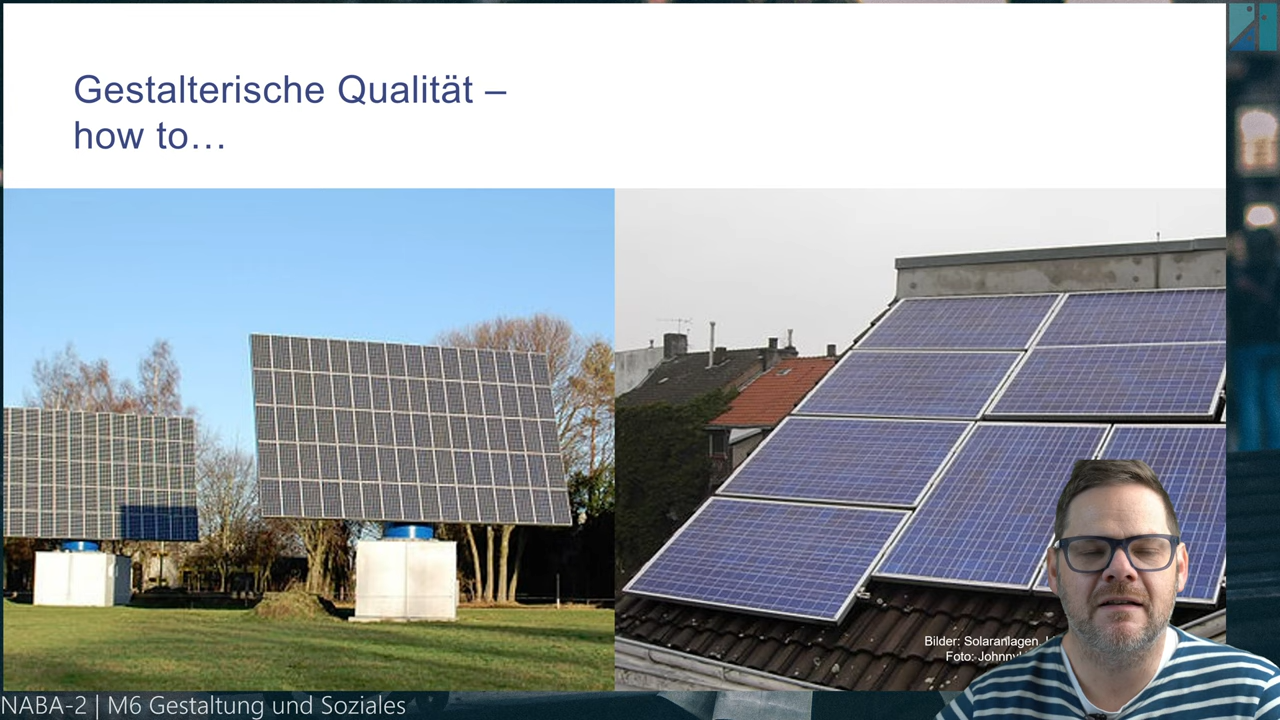 Gestalterische Qualität –
how to…
Bilder: Solaranlagen,
Foto:
NABA-2 | M6 Gestaltung und Soziales